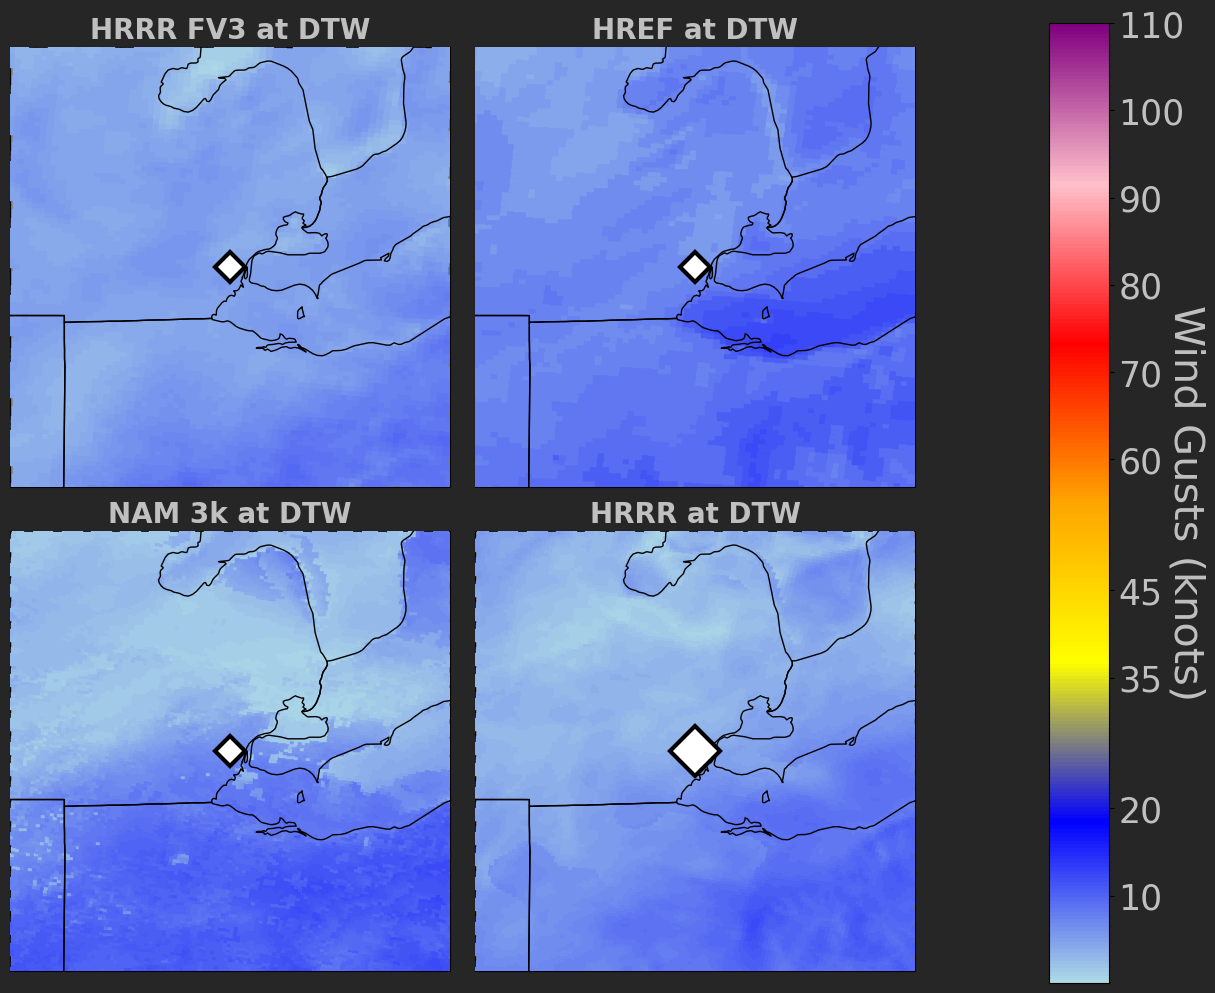 HRRR FV3 at DTW
HREF at DTW
NAM 3k at DTW
HRRR at DTW
110
100
90
80
70
60
45
35
20
10
Wind Gusts (knots)